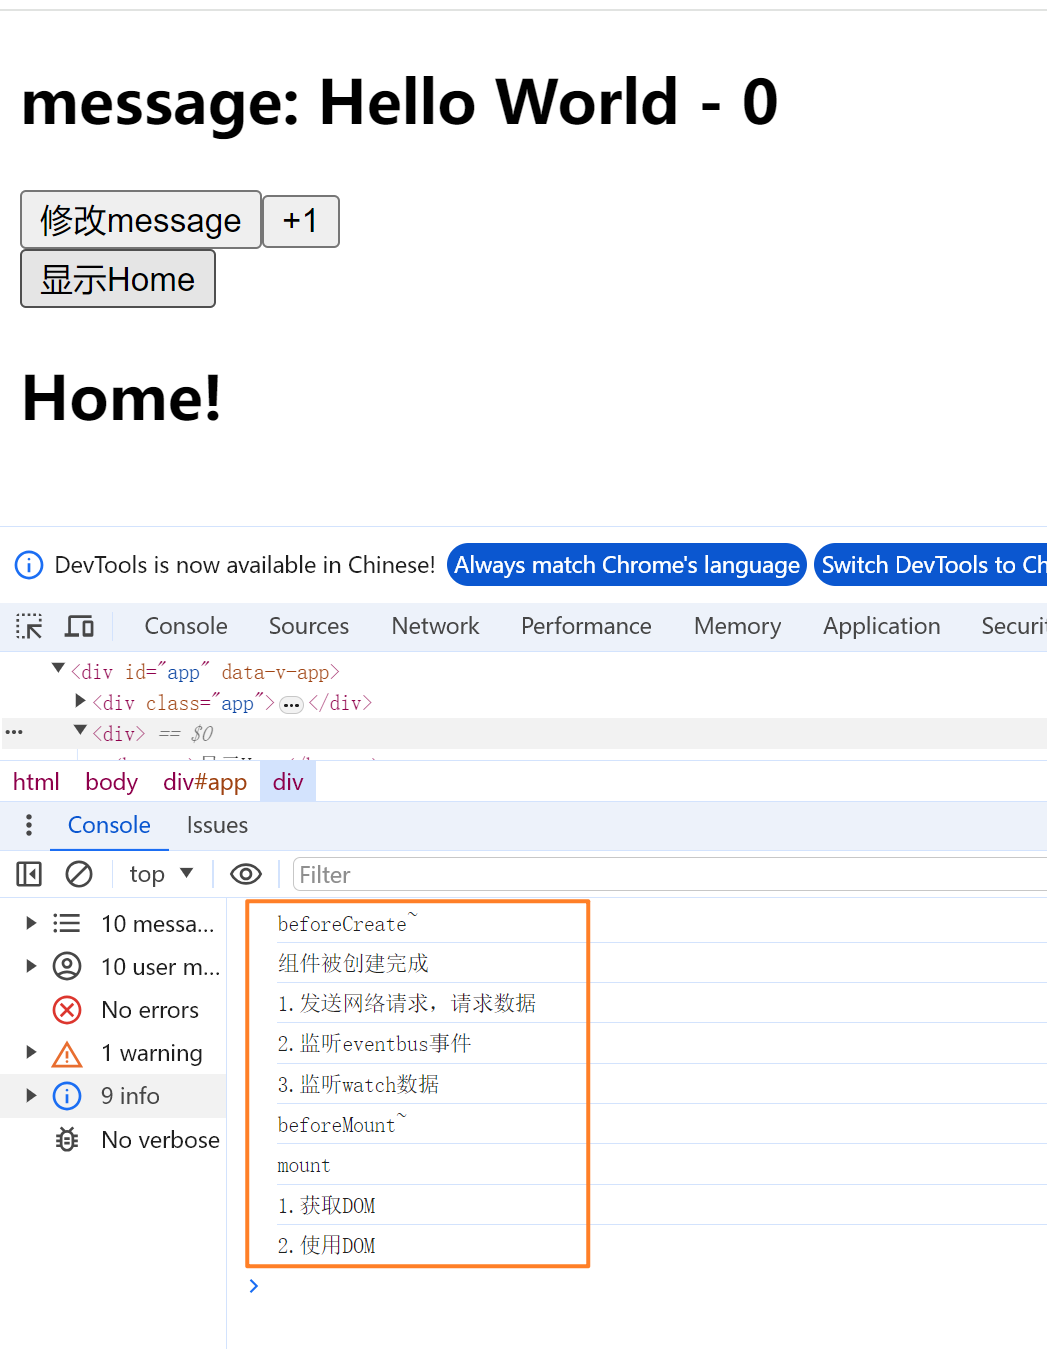 message: Hello World - 0
修改message +1
显示Home
Home!
DevTools is now available in Chinese! Always match Chrome's language Switch DevTools to Ch
Console Sources Network Performance Memory Application Securit
<div id="app" data-v-app>
<div class="app">…</div>
… <div> == $0
html body div#app div
Console Issues
top Filter
10 messa...
10 user m...
No errors
1 warning
9 info
No verbose
beforeCreate~
组件被创建完成
1.发送网络请求，请求数据
2.监听eventbus事件
3.监听watch数据
beforeMount~
mount
1.获取DOM
2.使用DOM